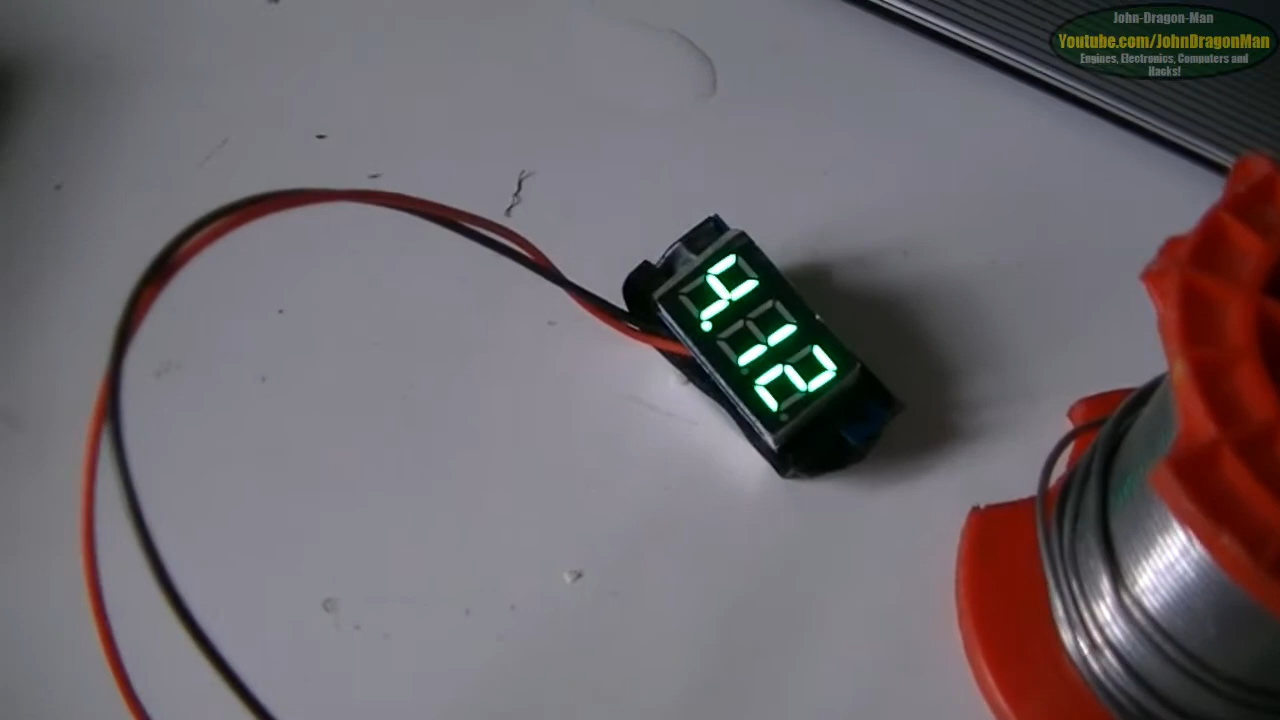 John-Dragon-Man
Youtube.com/JohnDragonMan
Engines, Electronics, Computers and
Hacks!
4.12